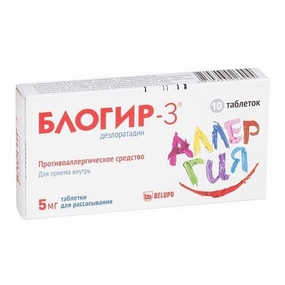 БЛОГИР-3®
дезлоратадин
10 таблеток
Противоаллергическое средство
Для приема внутрь
АЛЛЕР
ГИЯ
5 мг
таблетки
для рассасывания
BELUPO